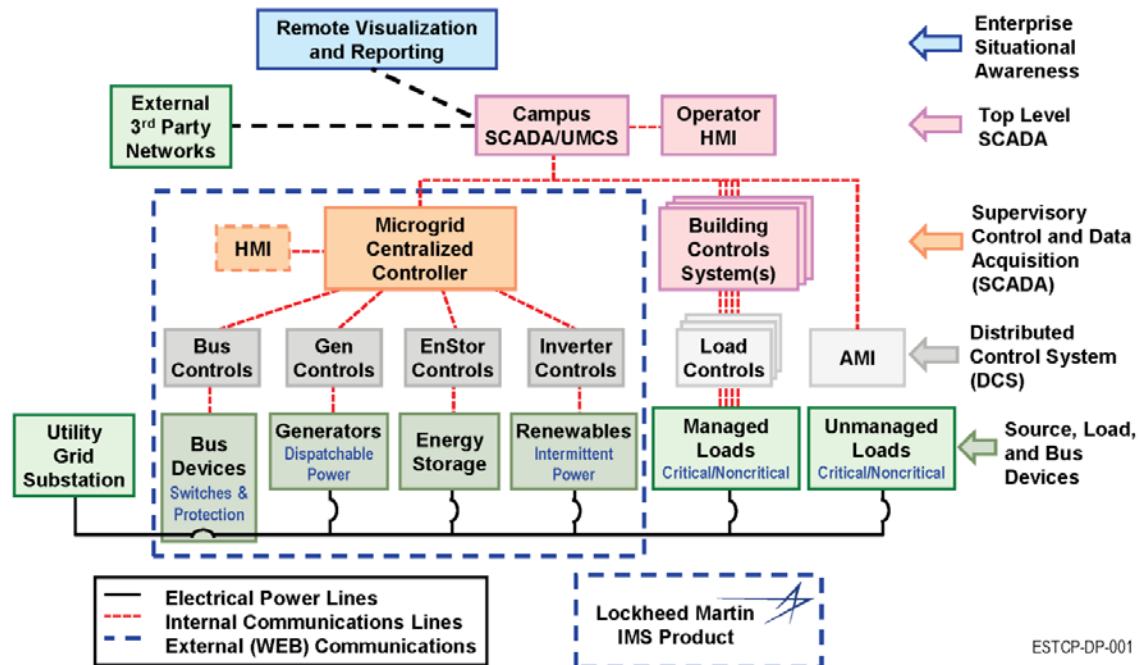 Remote Visualization
and Reporting
Enterprise
Situational
Awareness
External
3rd Party
Networks
Campus
SCADA/UMCS
Operator
HMI
Top Level
SCADA
HMI
Microgrid
Centralized
Controller
Building
Controls
System(s)
Supervisory
Control and Data
Acquisition
(SCADA)
Bus
Controls
Gen
Controls
EnStor
Controls
Inverter
Controls
Load
Controls
AMI
Distributed
Control System
(DCS)
Utility
Grid
Substation
Bus
Devices
Switches &
Protection
Generators
Dispatchable
Power
Energy
Storage
Renewables
Intermittent
Power
Managed
Loads
Critical/Noncritical
Unmanaged
Loads
Critical/Noncritical
Source, Load,
and Bus
Devices
Electrical Power Lines
Internal Communications Lines
External (WEB) Communications
Lockheed Martin
IMS Product
ESTCP-DP-001